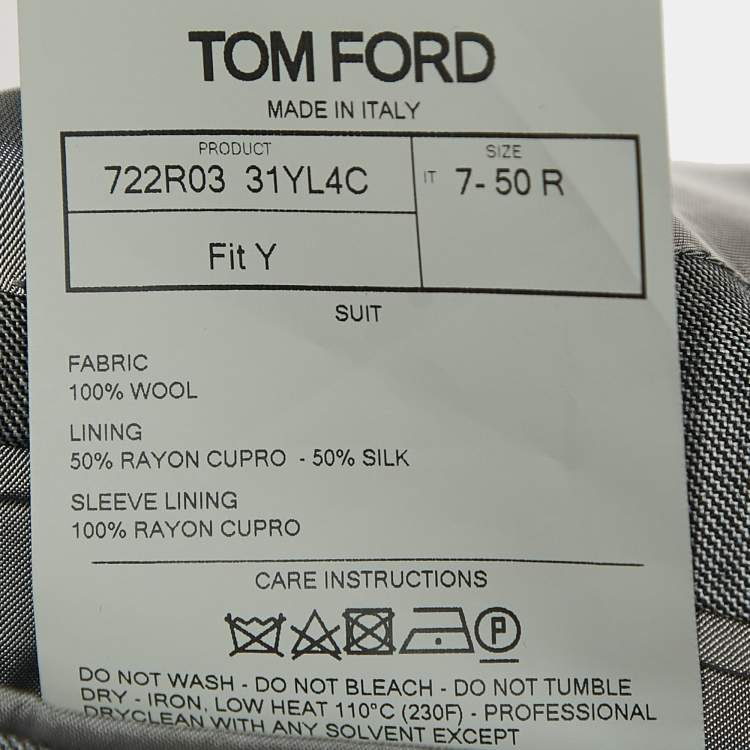 TOM FORD
MADE IN ITALY
PRODUCT
722R03 31YL4C
SIZE
IT 7- 50 R
Fit Y
SUIT
FABRIC
100% WOOL
LINING
50% RAYON CUPRO - 50% SILK
SLEEVE LINING
100% RAYON CUPRO
CARE INSTRUCTIONS
P
DO NOT WASH - DO NOT BLEACH - DO NOT TUMBLE
DRY - IRON, LOW HEAT 110°C (230F) - PROFESSIONAL
DRYCLEAN WITH ANY SOLVENT EXCEPT